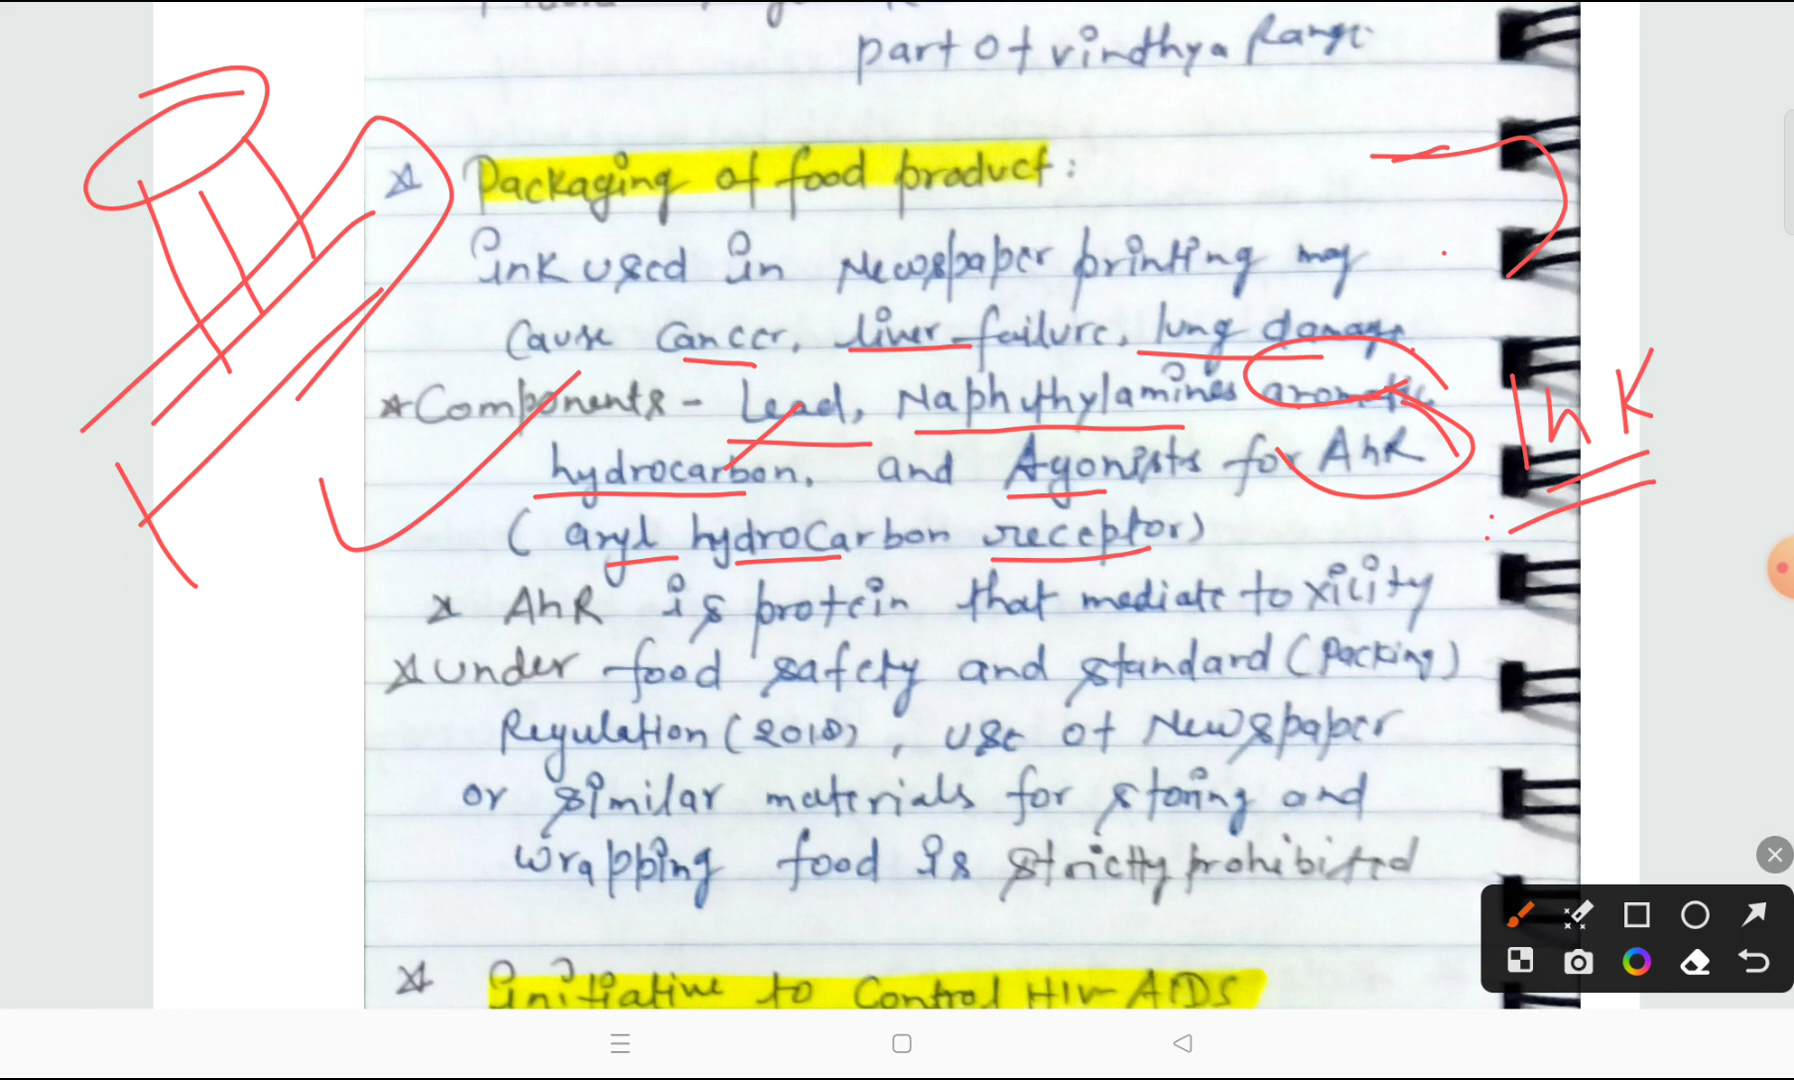 part of vindhya Range
Packaging of food product:
ink used in Newspaper printing may
cause cancer, liver failure, lung damage
Components - Lead, Naphythylamines aromatic
hydrocarbon, and Agonists for AhR
(aryl hydrocarbon receptor)
AhR is protein that mediate toxicity
under food safety and standard (Packing)
Regulation (2018), use of Newspaper
or similar materials for storing and
wrapping food is strictly prohibited
Initiative to Control HIV AIDS
Ink